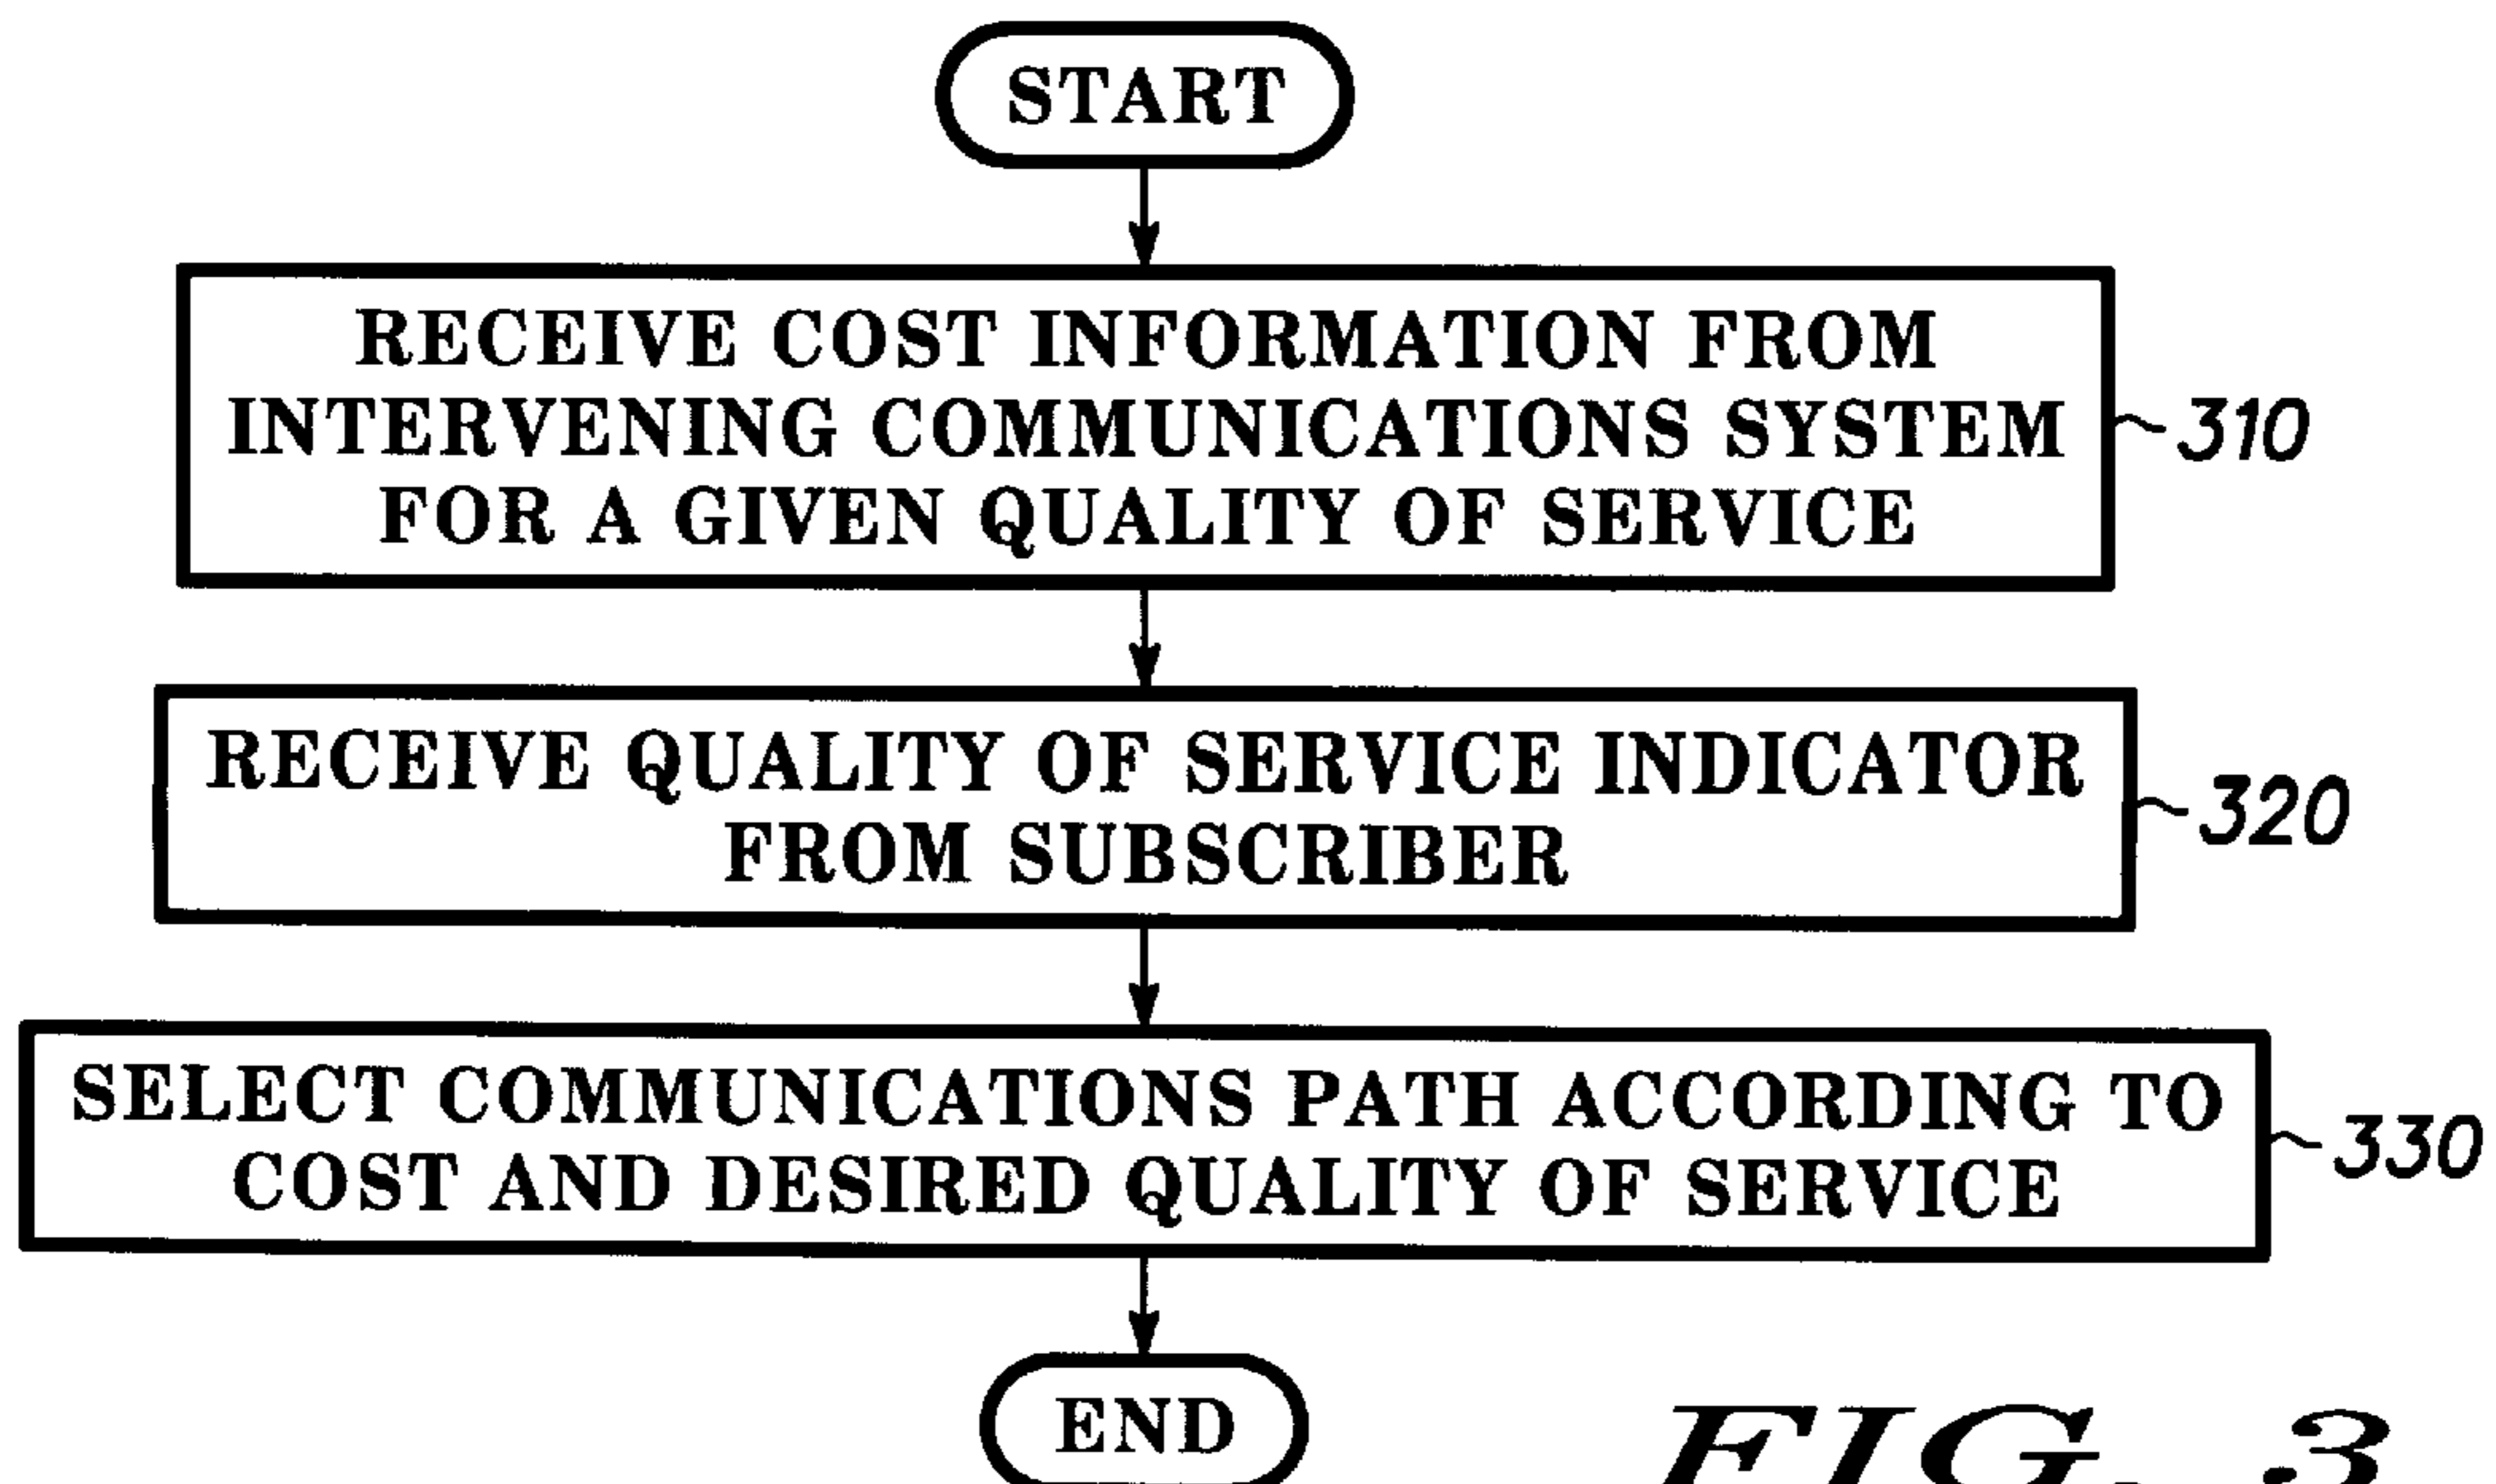 START
RECEIVE COST INFORMATION FROM
INTERVENING COMMUNICATIONS SYSTEM
FOR A GIVEN QUALITY OF SERVICE
310
RECEIVE QUALITY OF SERVICE INDICATOR
FROM SUBSCRIBER
320
SELECT COMMUNICATIONS PATH ACCORDING TO
COST AND DESIRED QUALITY OF SERVICE
330
END
FIG. 3